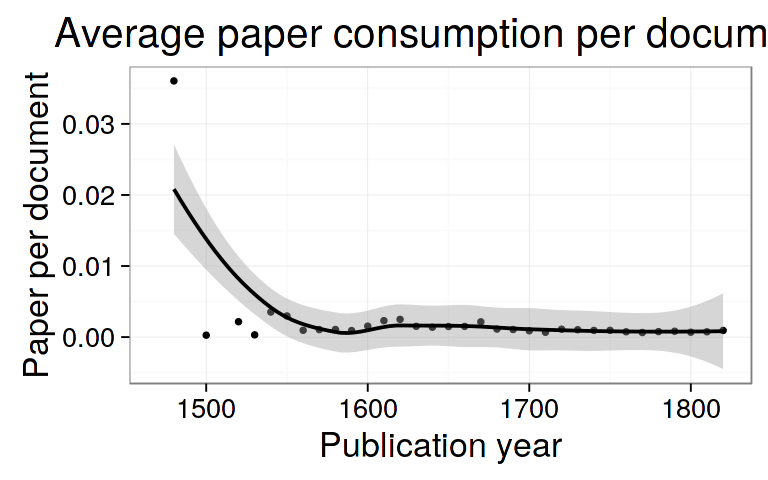 Average paper consumption per docum
Paper per document
0.03
0.02
0.01
0.00
1500 1600 1700 1800
Publication year